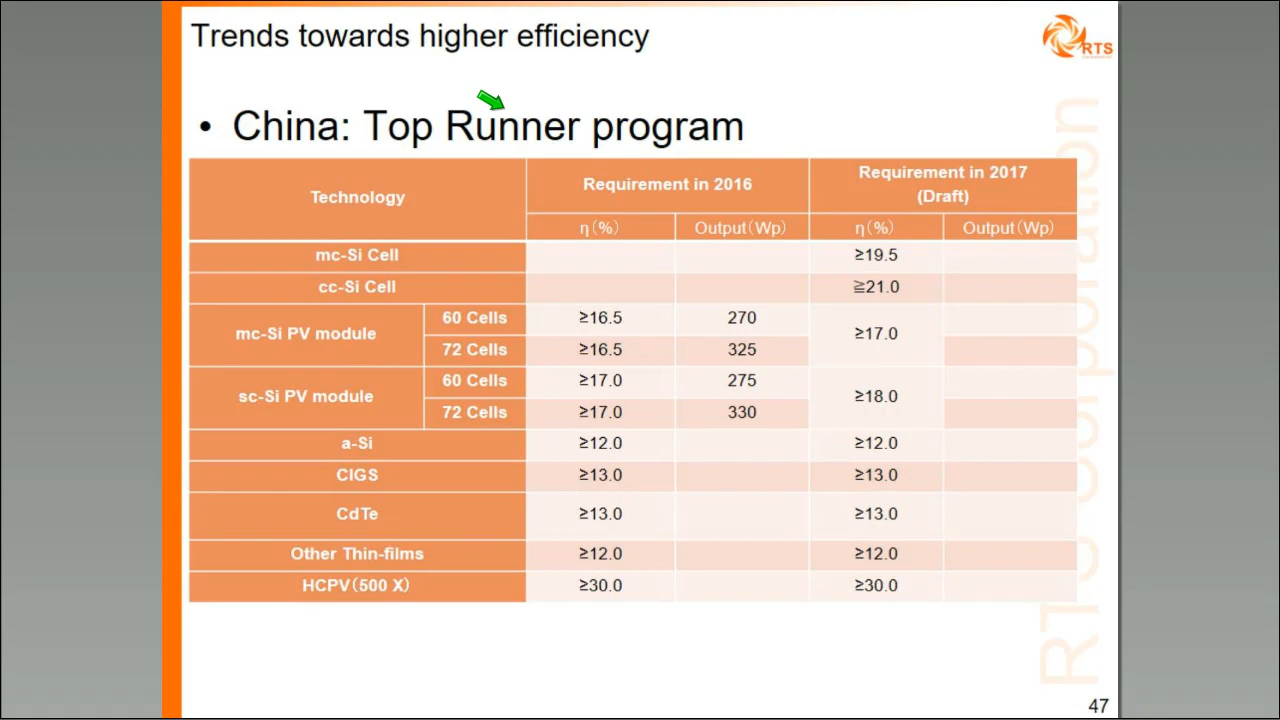 Trends towards higher efficiency
RTS
• China: Top Runner program
Technology
Requirement in 2016
Requirement in 2017
(Draft)
η(%)
Output(Wp)
η(%)
Output(Wp)
mc-Si Cell
≥19.5
cc-Si Cell
≧21.0
mc-Si PV module
60 Cells
≥16.5
270
≥17.0
72 Cells
≥16.5
325
sc-Si PV module
60 Cells
≥17.0
275
≥18.0
72 Cells
≥17.0
330
a-Si
≥12.0
≥12.0
CIGS
≥13.0
≥13.0
CdTe
≥13.0
≥13.0
Other Thin-films
≥12.0
≥12.0
HCPV(500 X)
≥30.0
≥30.0
RTS Corporation
47